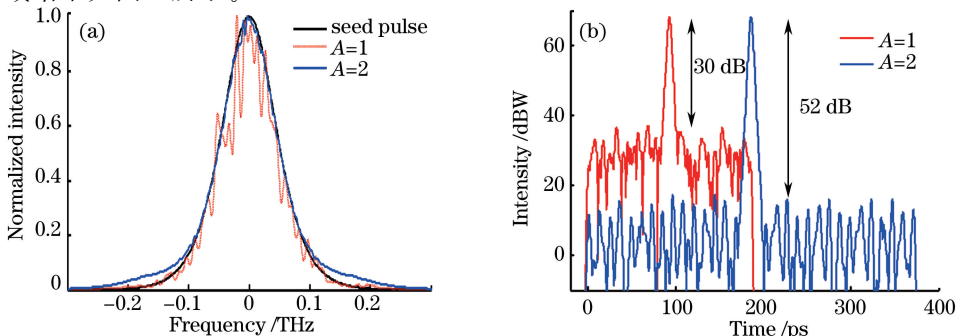 (a)
seed pulse
A=1
A=2
Normalized intensity
1.0
0.8
0.6
0.4
0.2
0
−0.2
−0.1
0
0.1
0.2
Frequency /THz
(b)
A=1
A=2
30 dB
52 dB
Intensity /dBW
60
40
20
0
0
100
200
300
400
Time /ps